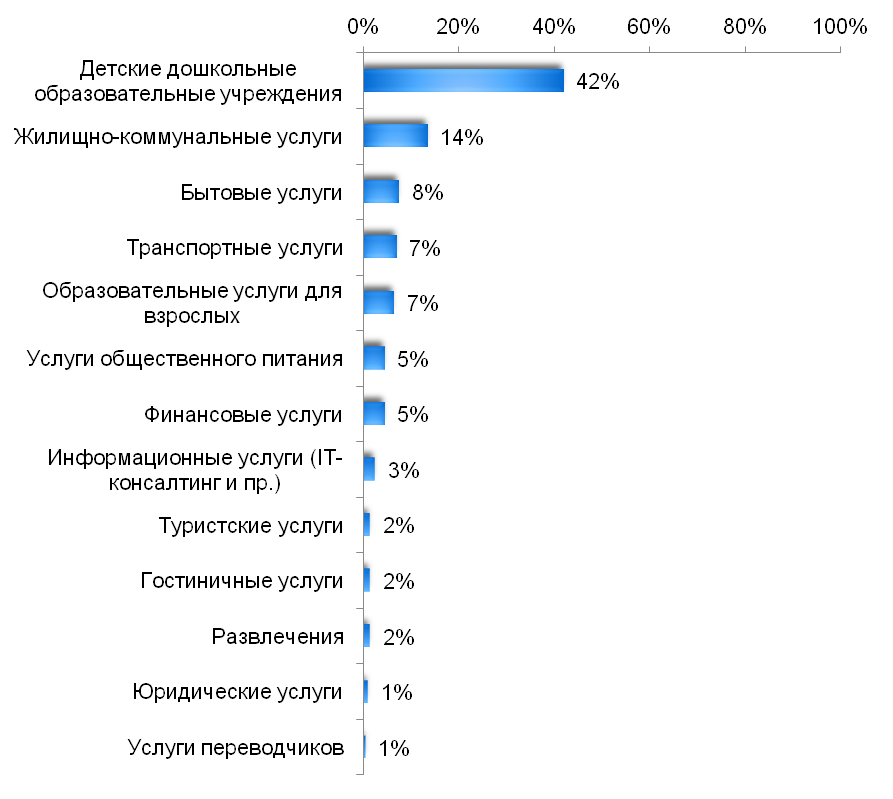 0% 20% 40% 60% 80% 100%
Детские дошкольные
образовательные учреждения
42%
Жилищно-коммунальные услуги
14%
Бытовые услуги
8%
Транспортные услуги
7%
Образовательные услуги для
взрослых
7%
Услуги общественного питания
5%
Финансовые услуги
5%
Информационные услуги (IT-
консалтинг и пр.)
3%
Туристские услуги
2%
Гостиничные услуги
2%
Развлечения
2%
Юридические услуги
1%
Услуги переводчиков
1%